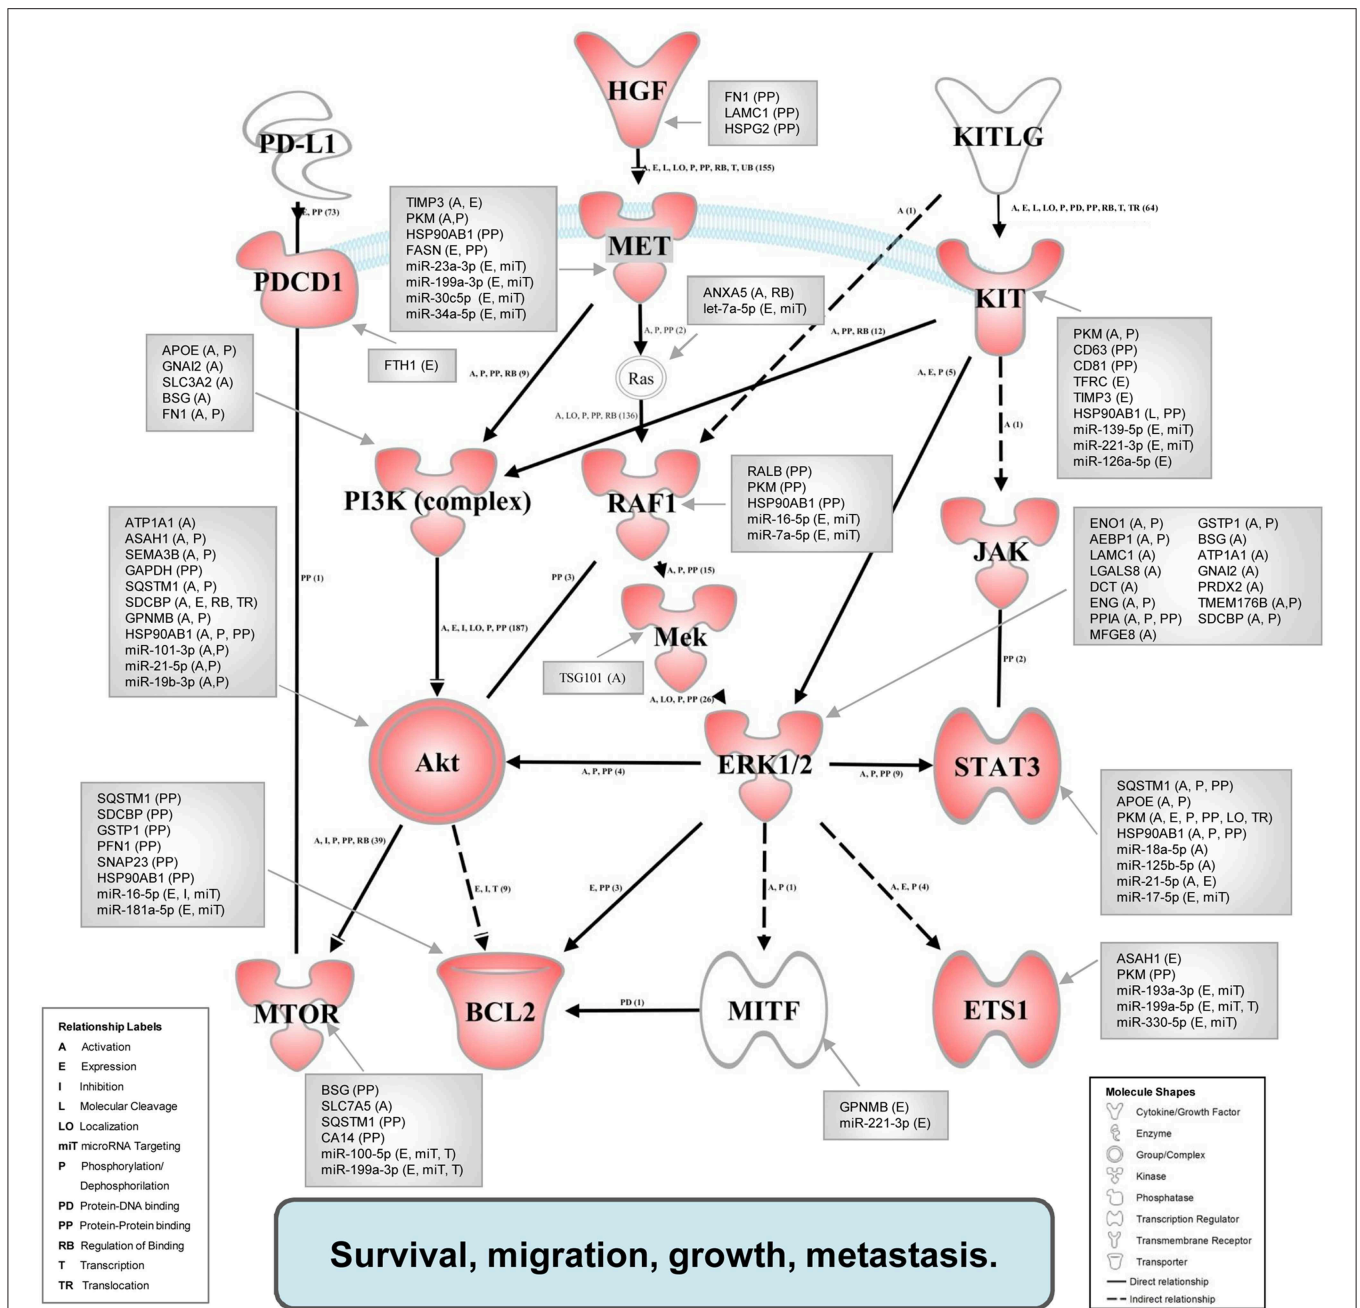 HGF
FN1 (PP)
LAMC1 (PP)
HSPG2 (PP)
PD-L1
KITLG
A, E, L, LO, P, PP, RB, T, UB (155)
E, PP (73)
TIMP3 (A, E)
PKM (A,P)
HSP90AB1 (PP)
FASN (E, PP)
miR-23a-3p (E, miT)
miR-199a-3p (E, miT)
miR-30c5p (E, miT)
miR-34a-5p (E, miT)
A (1)
A, E, L, LO, P, PD, PP, RB, T, TR (64)
MET
PDCD1
KIT
ANXA5 (A, RB)
let-7a-5p (E, miT)
FTH1 (E)
APOE (A, P)
GNAI2 (A)
SLC3A2 (A)
BSG (A)
FN1 (A, P)
A, P, PP (2)
A, PP, RB (12)
A, P, PP, RB (9)
Ras
A, E, P (5)
PKM (A, P)
CD63 (PP)
CD81 (PP)
TFRC (E)
TIMP3 (E)
HSP90AB1 (L, PP)
miR-139-5p (E, miT)
miR-221-3p (E, miT)
miR-126a-5p (E)
A, LO, P, PP, RB (136)
A (1)
PI3K (complex)
RAF1
RALB (PP)
PKM (PP)
HSP90AB1 (PP)
miR-16-5p (E, miT)
miR-7a-5p (E, miT)
JAK
ENO1 (A, P) GSTP1 (A, P)
AEBP1 (A, P) BSG (A)
LAMC1 (A) ATP1A1 (A)
LGALS8 (A) GNAI2 (A)
DCT (A) PRDX2 (A)
ENG (A, P) TMEM176B (A,P)
PPIA (A, P, PP) SDCBP (A, P)
MFGE8 (A)
ATP1A1 (A)
ASAH1 (A, P)
SEMA3B (A, P)
GAPDH (PP)
SQSTM1 (A, P)
SDCBP (A, E, RB, TR)
GPNMB (A, P)
HSP90AB1 (A, P, PP)
miR-101-3p (A,P)
miR-21-5p (A,P)
miR-19b-3p (A,P)
PP (1)
PP (3)
A, P, PP (15)
A, E, I, LO, P, PP (187)
Mek
TSG101 (A)
A, LO, P, PP (26)
PP (2)
Akt
ERK1/2
STAT3
A, P, PP (4)
A, P, PP (9)
SQSTM1 (PP)
SDCBP (PP)
GSTP1 (PP)
PFN1 (PP)
SNAP23 (PP)
HSP90AB1 (PP)
miR-16-5p (E, I, miT)
miR-181a-5p (E, miT)
SQSTM1 (A, P, PP)
APOE (A, P)
PKM (A, E, P, PP, LO, TR)
HSP90AB1 (A, P, PP)
miR-18a-5p (A)
miR-125b-5p (A)
miR-21-5p (A, E)
miR-17-5p (E, miT)
A, I, P, PP, RB (39)
E, I, T (9)
E, PP (3)
A, P (1)
A, E, P (4)
MTOR
BCL2
PD (1)
MITF
ETS1
ASAH1 (E)
PKM (PP)
miR-193a-3p (E, miT)
miR-199a-5p (E, miT, T)
miR-330-5p (E, miT)
BSG (PP)
SLC7A5 (A)
SQSTM1 (PP)
CA14 (PP)
miR-100-5p (E, miT, T)
miR-199a-3p (E, miT, T)
GPNMB (E)
miR-221-3p (E)
Relationship Labels
A Activation
E Expression
I Inhibition
L Molecular Cleavage
LO Localization
miT microRNA Targeting
P Phosphorylation/
Dephosphorilation
PD Protein-DNA binding
PP Protein-Protein binding
RB Regulation of Binding
T Transcription
TR Translocation
Molecule Shapes
Cytokine/Growth Factor
Enzyme
Group/Complex
Kinase
Phosphatase
Transcription Regulator
Transmembrane Receptor
Transporter
Direct relationship
Indirect relationship
Survival, migration, growth, metastasis.